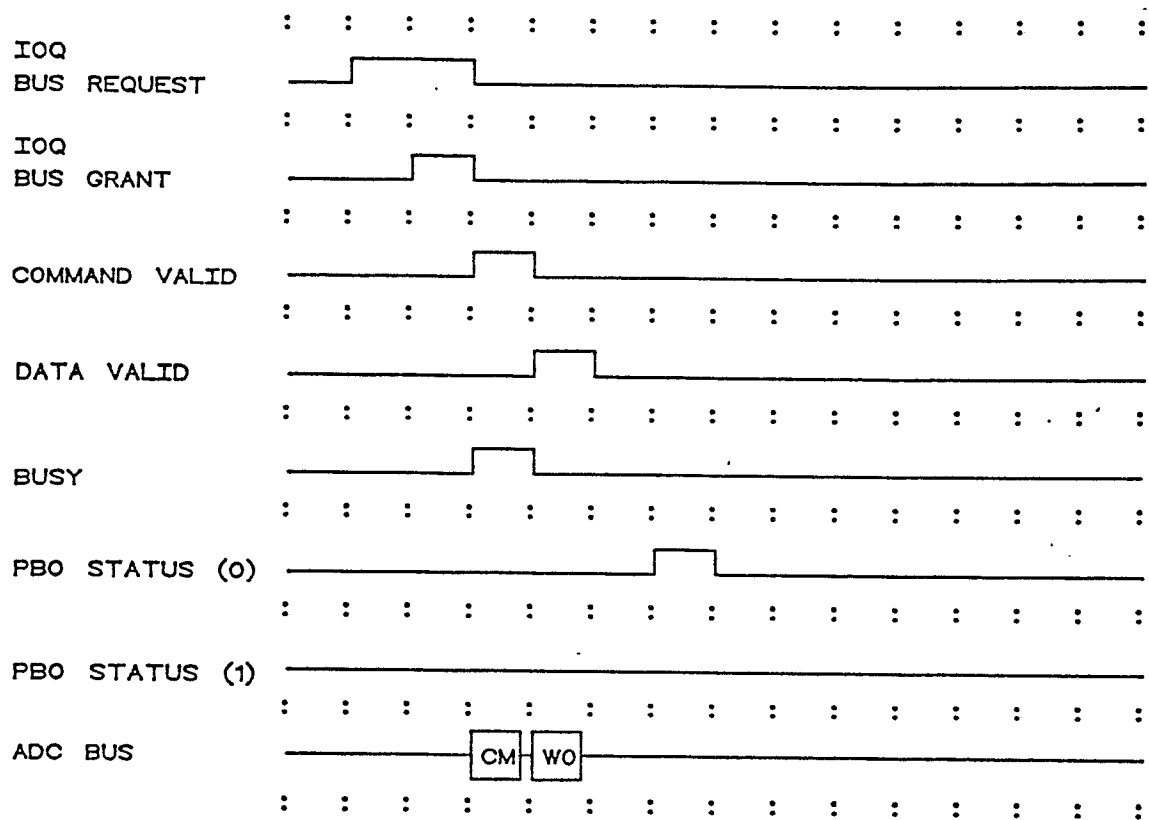 IOQ
BUS REQUEST
IOQ
BUS GRANT
COMMAND VALID
DATA VALID
BUSY
PBO STATUS (0)
PBO STATUS (1)
ADC BUS
CM
WO